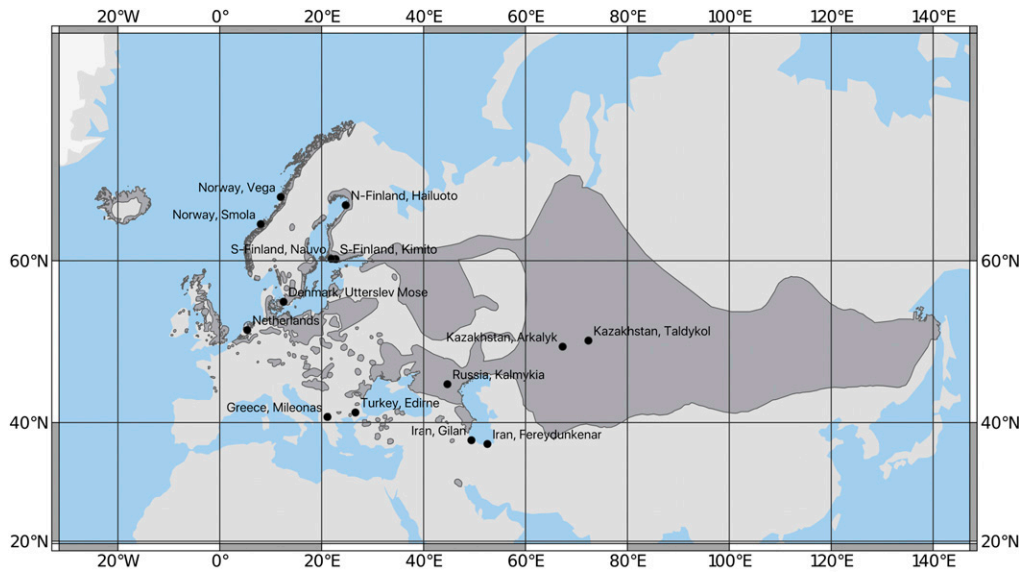 20°W 0° 20°E 40°E 60°E 80°E 100°E 120°E 140°E
Norway, Vega
N-Finland, Hailuoto
Norway, Smola
S-Finland, Nauvo
S-Finland, Kimito
60°N
60°N
Denmark, Utterslev Mose
Netherlands
Kazakhstan, Arkalyk
Kazakhstan, Taldykol
Russia, Kalmykia
Greece, Mileonas
Turkey, Edirne
40°N
40°N
Iran, Gilan
Iran, Fereydunkenar
20°N
20°N
20°W 0° 20°E 40°E 60°E 80°E 100°E 120°E 140°E